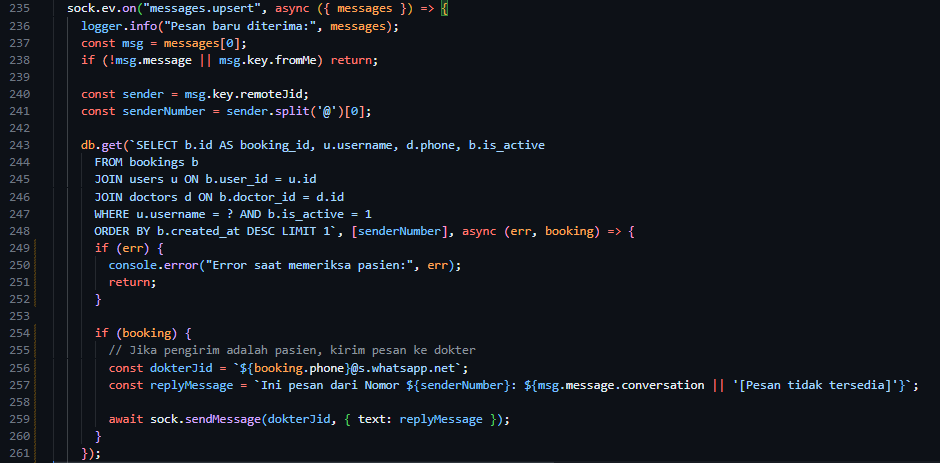 235 sock.ev.on("messages.upsert", async ({ messages }) => {
236 logger.info("Pesan baru diterima:", messages);
237 const msg = messages[0];
238 if (!msg.message || msg.key.fromMe) return;
239
240 const sender = msg.key.remoteJid;
241 const senderNumber = sender.split('@')[0];
242
243 db.get(`SELECT b.id AS booking_id, u.username, d.phone, b.is_active
244 FROM bookings b
245 JOIN users u ON b.user_id = u.id
246 JOIN doctors d ON b.doctor_id = d.id
247 WHERE u.username = ? AND b.is_active = 1
248 ORDER BY b.created_at DESC LIMIT 1`, [senderNumber], async (err, booking) => {
249 if (err) {
250 console.error("Error saat memeriksa pasien:", err);
251 return;
252 }
253
254 if (booking) {
255 // Jika pengirim adalah pasien, kirim pesan ke dokter
256 const dokterJid = `${booking.phone}@s.whatsapp.net`;
257 const replyMessage = `Ini pesan dari Nomor ${senderNumber}: ${msg.message.conversation || '[Pesan tidak tersedia]'}`;
258
259 await sock.sendMessage(dokterJid, { text: replyMessage });
260 }
261 });